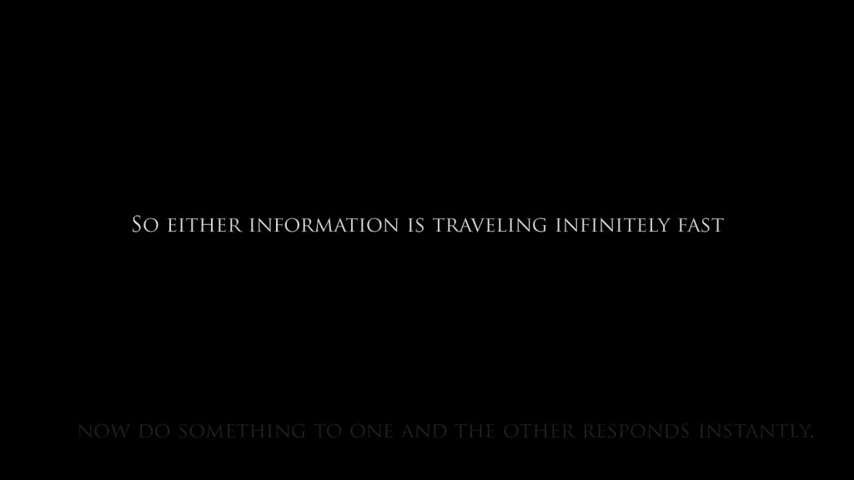 So either information is traveling infinitely fast
now do something to one and the other responds instantly.